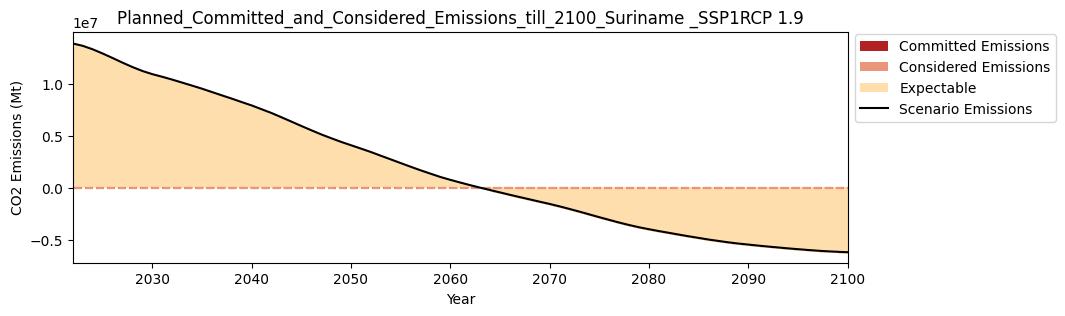 Planned_Committed_and_Considered_Emissions_till_2100_Suriname _SSP1RCP 1.9
1e7
Committed Emissions
Considered Emissions
Expectable
Scenario Emissions
CO2 Emissions (Mt)
1.0
0.5
0.0
−0.5
2030 2040 2050 2060 2070 2080 2090 2100
Year